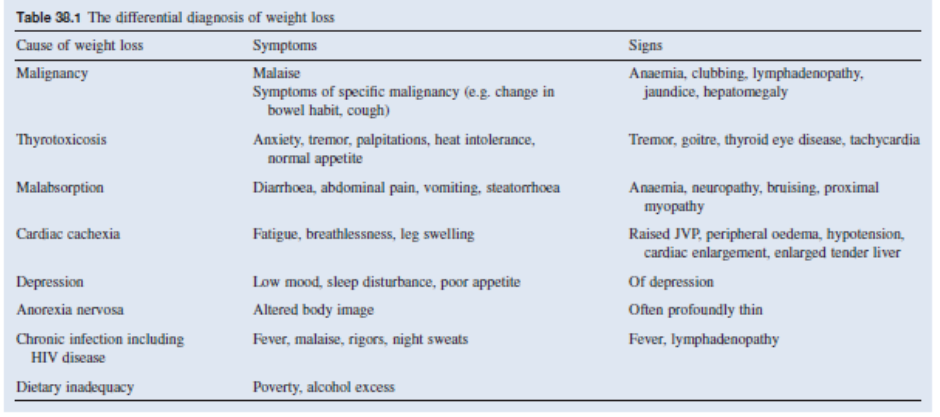 Table 38.1 The differential diagnosis of weight loss
Cause of weight loss Symptoms Signs
Malignancy Malaise Anaemia, clubbing, lymphadenopathy,
Symptoms of specific malignancy (e.g. change in jaundice, hepatomegaly
bowel habit, cough)
Thyrotoxicosis Anxiety, tremor, palpitations, heat intolerance, Tremor, goitre, thyroid eye disease, tachycardia
normal appetite
Malabsorption Diarrhoea, abdominal pain, vomiting, steatorrhoea Anaemia, neuropathy, bruising, proximal
myopathy
Cardiac cachexia Fatigue, breathlessness, leg swelling Raised JVP, peripheral oedema, hypotension,
cardiac enlargement, enlarged tender liver
Depression Low mood, sleep disturbance, poor appetite Of depression
Anorexia nervosa Altered body image Often profoundly thin
Chronic infection including Fever, malaise, rigors, night sweats Fever, lymphadenopathy
HIV disease
Dietary inadequacy Poverty, alcohol excess